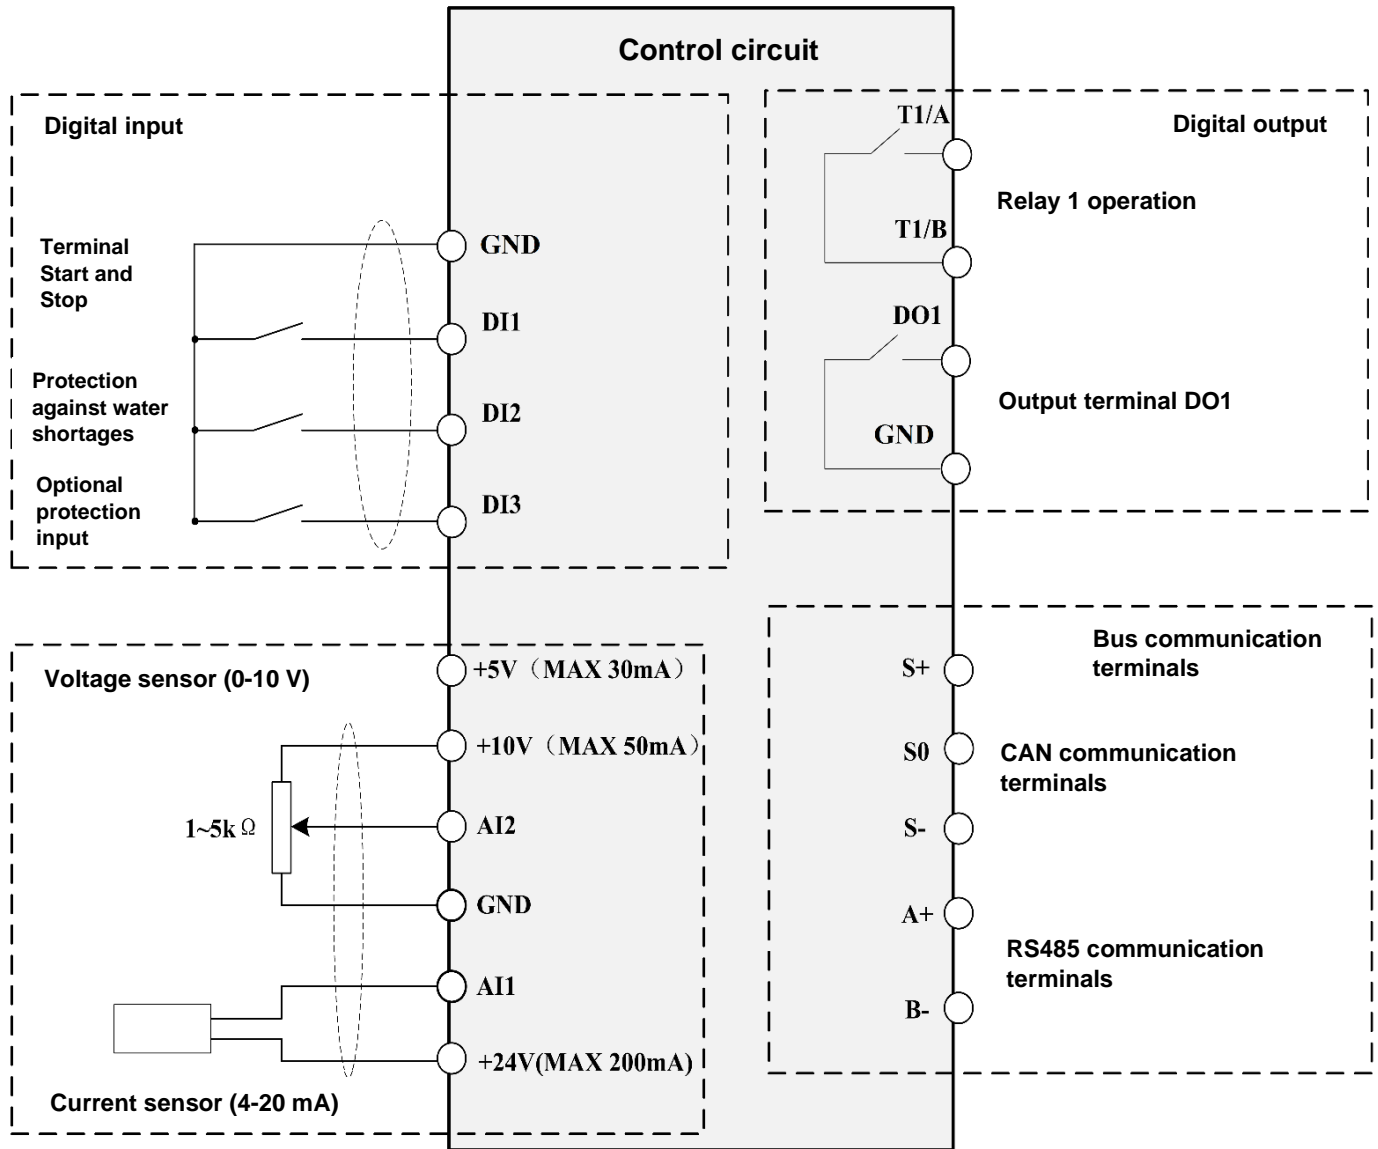 Control circuit
Digital input
Terminal
Start and
Stop
GND
DI1
Protection
against water
shortages
DI2
Optional
protection
input
DI3
T1/A
Digital output
Relay 1 operation
T1/B
DO1
Output terminal DO1
GND
Voltage sensor (0-10 V)
+5V（MAX 30mA）
+10V（MAX 50mA）
1~5kΩ
AI2
GND
AI1
+24V(MAX 200mA)
Current sensor (4-20 mA)
Bus communication
terminals
S+
S0
CAN communication
terminals
S-
A+
RS485 communication
terminals
B-